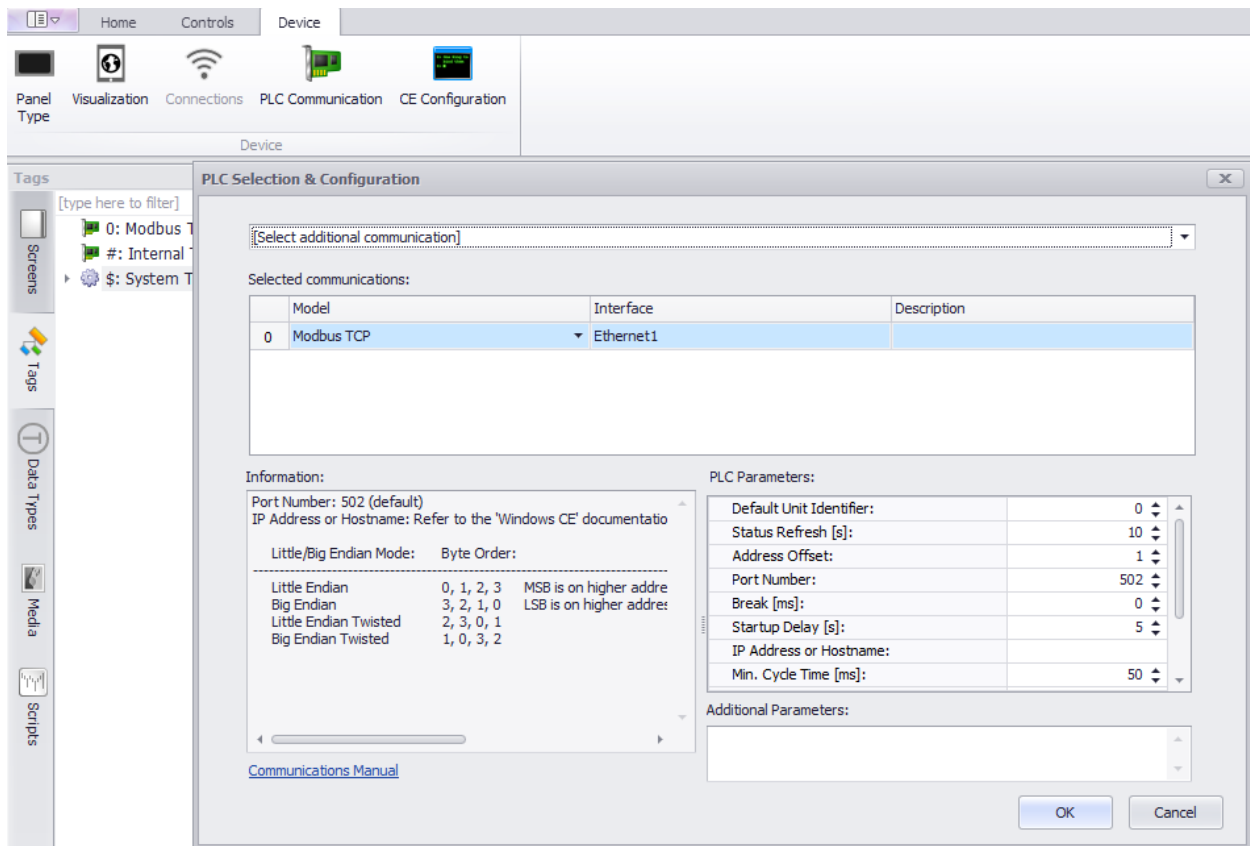 Home Controls Device
Panel Type
Visualization
Connections
PLC Communication
CE Configuration
Device
Tags
[type here to filter]
0: Modbus T
#: Internal T
$: System T
Screens
Tags
Data Types
Media
Scripts
PLC Selection & Configuration
[Select additional communication]
Selected communications:
Model Interface Description
0 Modbus TCP Ethernet1
Information:
Port Number: 502 (default)
IP Address or Hostname: Refer to the 'Windows CE' documentatio
Little/Big Endian Mode: Byte Order:
Little Endian 0, 1, 2, 3 MSB is on higher addre
Big Endian 3, 2, 1, 0 LSB is on higher addres
Little Endian Twisted 2, 3, 0, 1
Big Endian Twisted 1, 0, 3, 2
Communications Manual
PLC Parameters:
Default Unit Identifier: 0
Status Refresh [s]: 10
Address Offset: 1
Port Number: 502
Break [ms]: 0
Startup Delay [s]: 5
IP Address or Hostname:
Min. Cycle Time [ms]: 50
Additional Parameters:
OK Cancel